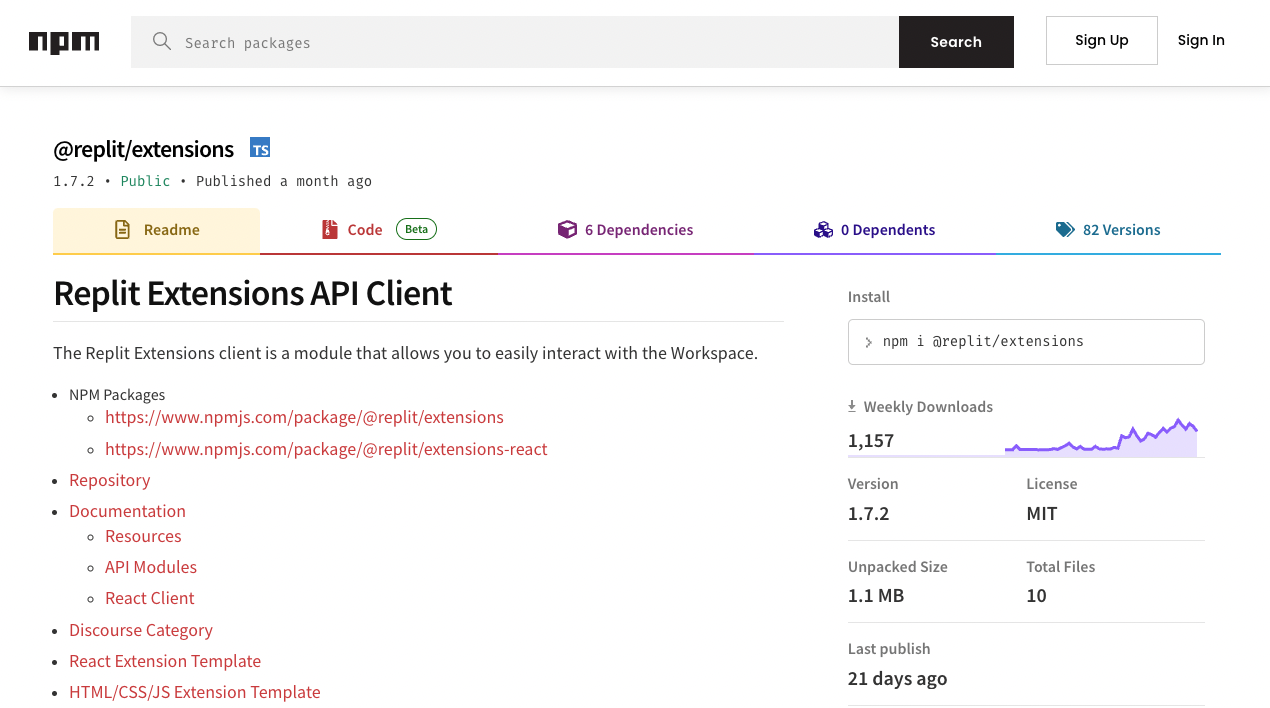 npm
Search packages
Search
Sign Up
Sign In
@replit/extensions
TS
1.7.2 • Public • Published a month ago
Readme
Code Beta
6 Dependencies
0 Dependents
82 Versions
Replit Extensions API Client
The Replit Extensions client is a module that allows you to easily interact with the Workspace.
NPM Packages
https://www.npmjs.com/package/@replit/extensions
https://www.npmjs.com/package/@replit/extensions-react
Repository
Documentation
Resources
API Modules
React Client
Discourse Category
React Extension Template
HTML/CSS/JS Extension Template
Install
npm i @replit/extensions
Weekly Downloads
1,157
Version
1.7.2
License
MIT
Unpacked Size
1.1 MB
Total Files
10
Last publish
21 days ago